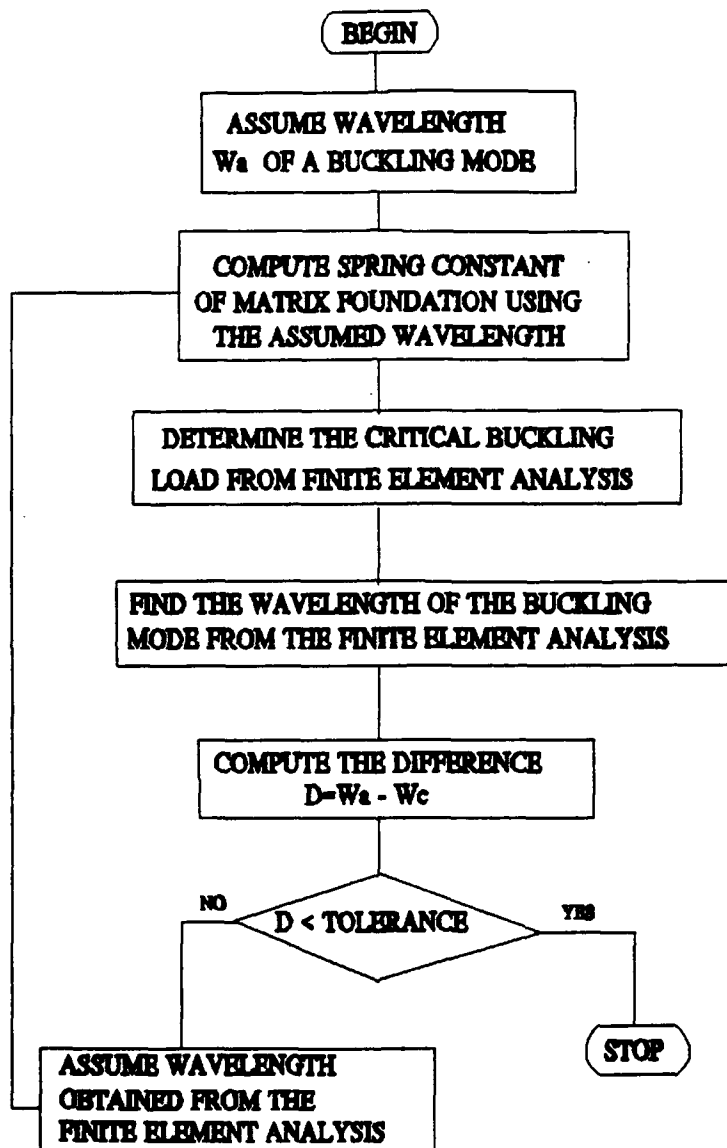 BEGIN
ASSUME WAVELENGTH
Wa OF A BUCKLING MODE
COMPUTE SPRING CONSTANT
OF MATRIX FOUNDATION USING
THE ASSUMED WAVELENGTH
DETERMINE THE CRITICAL BUCKLING
LOAD FROM FINITE ELEMENT ANALYSIS
FIND THE WAVELENGTH OF THE BUCKLING
MODE FROM THE FINITE ELEMENT ANALYSIS
COMPUTE THE DIFFERENCE
D=Wa - Wc
NO
D < TOLERANCE
YES
STOP
ASSUME WAVELENGTH
OBTAINED FROM THE
FINITE ELEMENT ANALYSIS